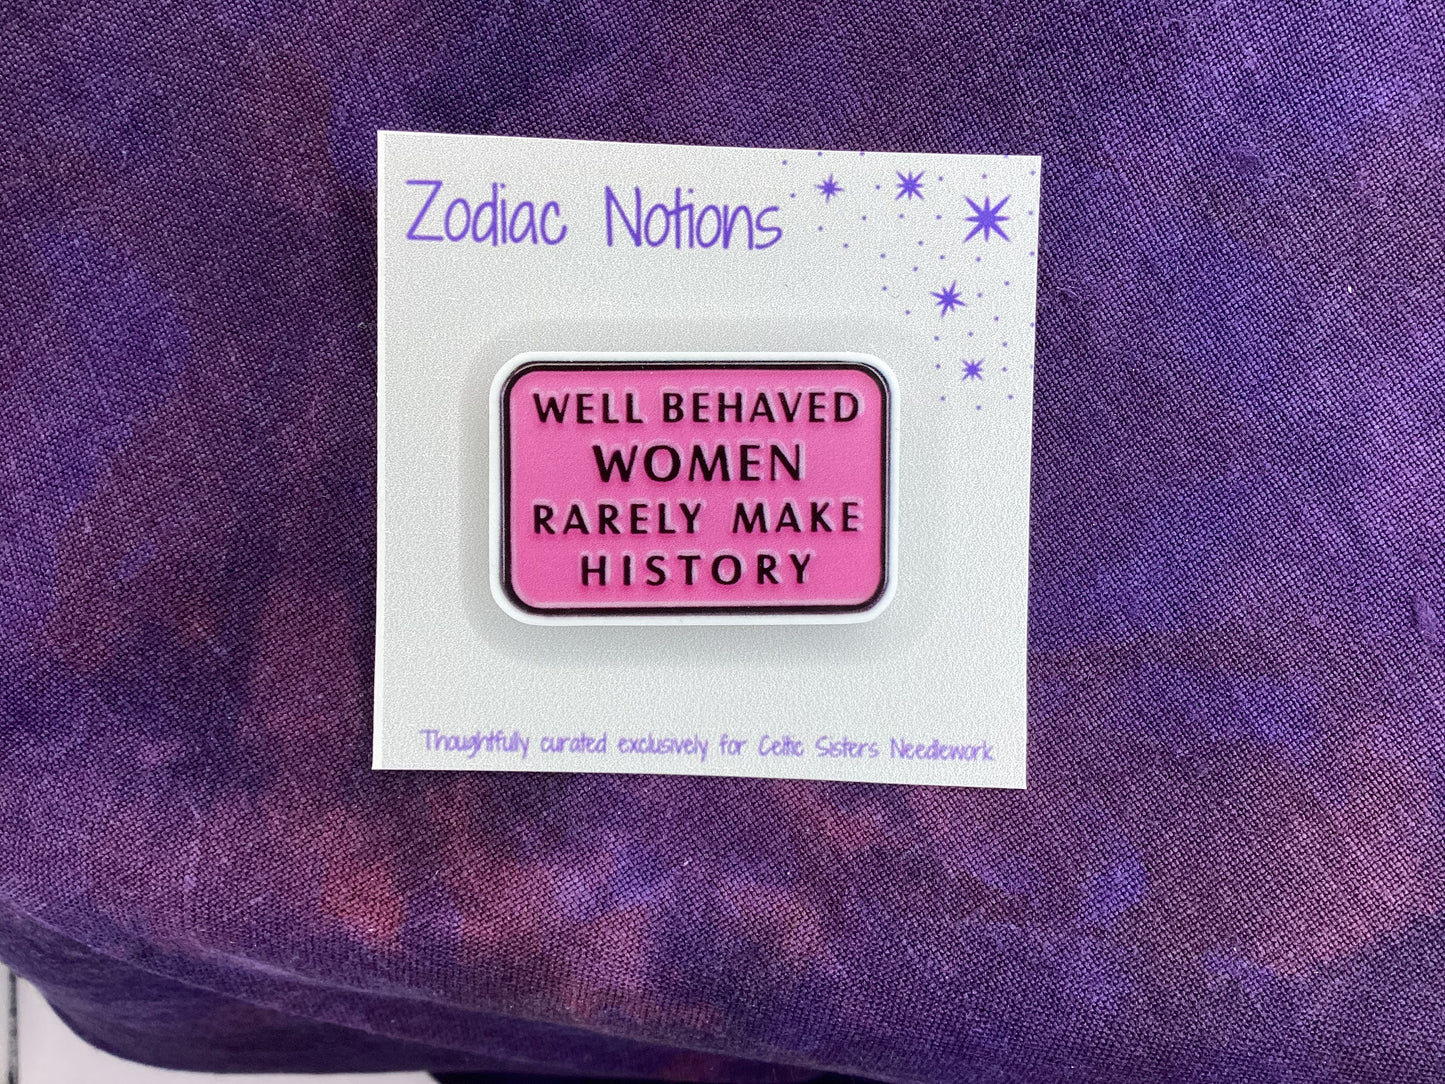 Zodiac Notions
WELL BEHAVED
WOMEN
RARELY MAKE
HISTORY
Thoughtfully curated exclusively for Celtic Sisters Needlework